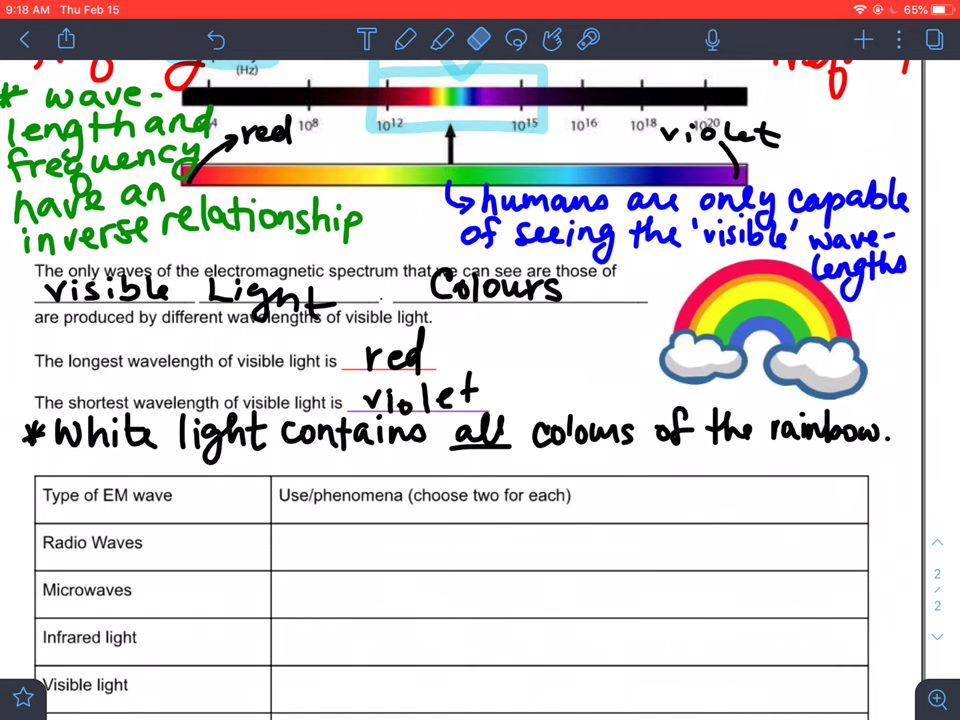 9:18 AM Thu Feb 15
65%
(Hz)
* wave-
length and
frequency
have an
inverse relationship
4 10⁸ 10¹² 10¹⁵ 10¹⁶ 10¹⁸ 10²⁰
red
violet
↳ humans are only capable
of seeing the 'visible' wave-
lengths
The only waves of the electromagnetic spectrum that we can see are those of
visible Light . Colours
are produced by different wavelengths of visible light.
The longest wavelength of visible light is red
The shortest wavelength of visible light is violet
* White light contains all colours of the rainbow.
Type of EM wave Use/phenomena (choose two for each)
Radio Waves
Microwaves
Infrared light
Visible light
2
/
2